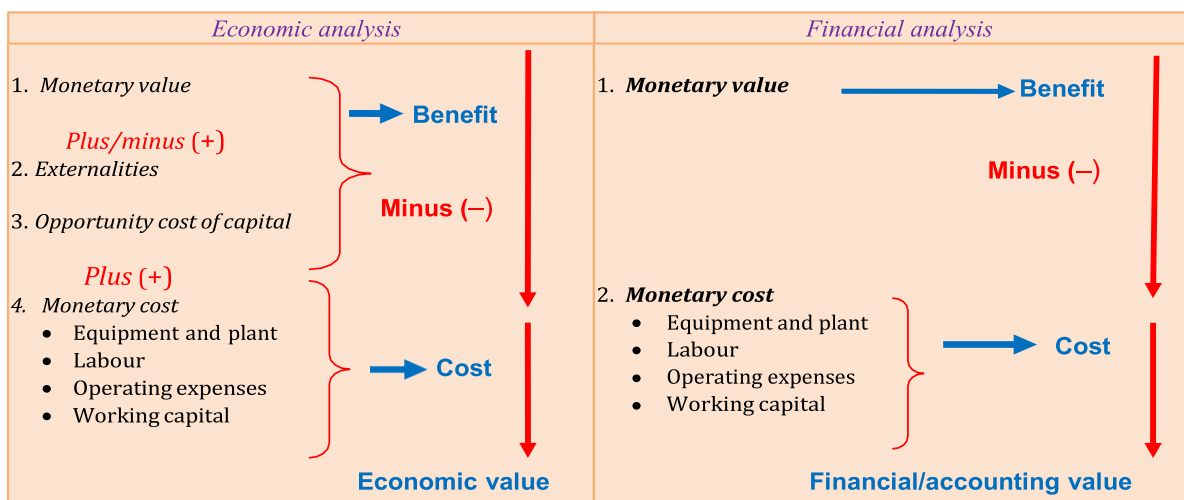 Economic analysis
1. Monetary value
Plus/minus (+)
2. Externalities
3. Opportunity cost of capital
Plus (+)
4. Monetary cost
• Equipment and plant
• Labour
• Operating expenses
• Working capital
Benefit
Minus (–)
Cost
Economic value
Financial analysis
1. Monetary value
Benefit
Minus (–)
2. Monetary cost
• Equipment and plant
• Labour
• Operating expenses
• Working capital
Cost
Financial/accounting value